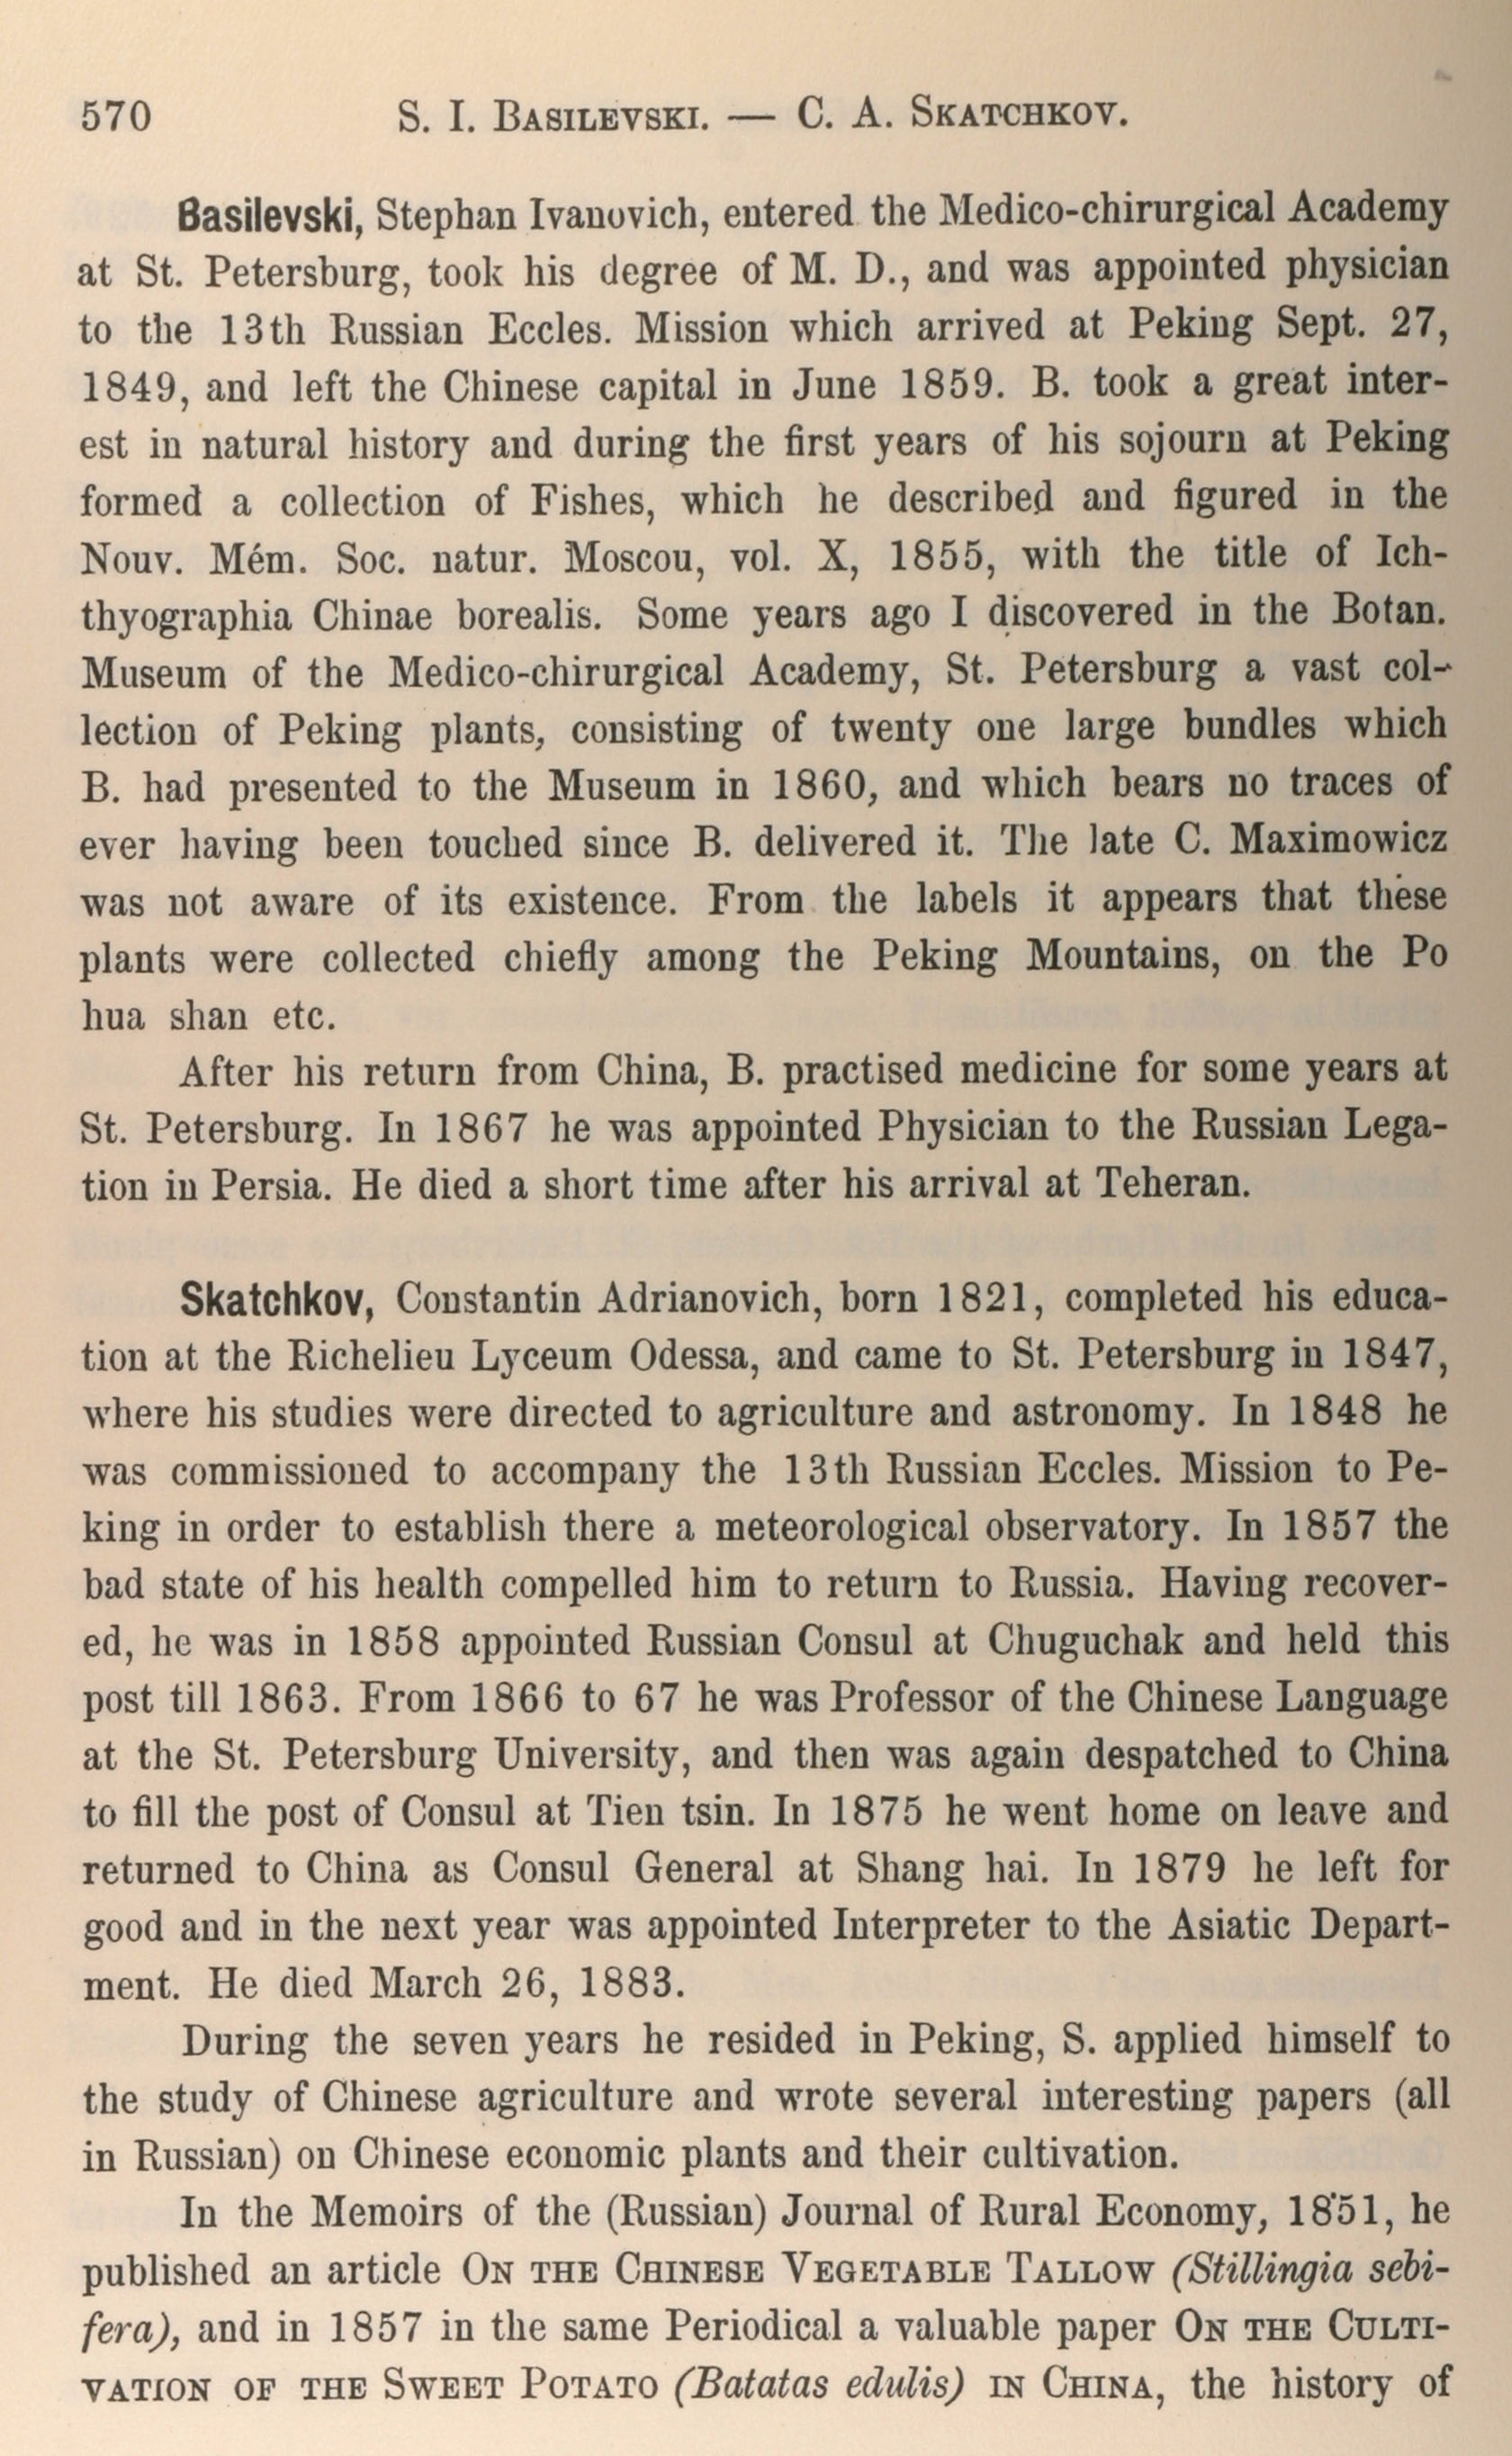 570 S. I. Basilevski. — C. A. Skatchkov.
Basilevski, Stephan Ivanovich, entered the Medico-chirurgical Academy
at St. Petersburg, took his degree of M. D., and was appointed physician
to the 13th Russian Eccles. Mission which arrived at Peking Sept. 27,
1849, and left the Chinese capital in June 1859. B. took a great inter-
est in natural history and during the first years of his sojourn at Peking
formed a collection of Fishes, which he described and figured in the
Nouv. Mém. Soc. natur. Moscou, vol. X, 1855, with the title of Ich-
thyographia Chinae borealis. Some years ago I discovered in the Botan.
Museum of the Medico-chirurgical Academy, St. Petersburg a vast col-
lection of Peking plants, consisting of twenty one large bundles which
B. had presented to the Museum in 1860, and which bears no traces of
ever having been touched since B. delivered it. The late C. Maximowicz
was not aware of its existence. From the labels it appears that these
plants were collected chiefly among the Peking Mountains, on the Po
hua shan etc.
After his return from China, B. practised medicine for some years at
St. Petersburg. In 1867 he was appointed Physician to the Russian Lega-
tion in Persia. He died a short time after his arrival at Teheran.
Skatchkov, Constantin Adrianovich, born 1821, completed his educa-
tion at the Richelieu Lyceum Odessa, and came to St. Petersburg in 1847,
where his studies were directed to agriculture and astronomy. In 1848 he
was commissioned to accompany the 13th Russian Eccles. Mission to Pe-
king in order to establish there a meteorological observatory. In 1857 the
bad state of his health compelled him to return to Russia. Having recover-
ed, he was in 1858 appointed Russian Consul at Chuguchak and held this
post till 1863. From 1866 to 67 he was Professor of the Chinese Language
at the St. Petersburg University, and then was again despatched to China
to fill the post of Consul at Tien tsin. In 1875 he went home on leave and
returned to China as Consul General at Shang hai. In 1879 he left for
good and in the next year was appointed Interpreter to the Asiatic Depart-
ment. He died March 26, 1883.
During the seven years he resided in Peking, S. applied himself to
the study of Chinese agriculture and wrote several interesting papers (all
in Russian) on Chinese economic plants and their cultivation.
In the Memoirs of the (Russian) Journal of Rural Economy, 1851, he
published an article On the Chinese Vegetable Tallow (Stillingia sebi-
fera), and in 1857 in the same Periodical a valuable paper On the Culti-
vation of the Sweet Potato (Batatas edulis) in China, the history of